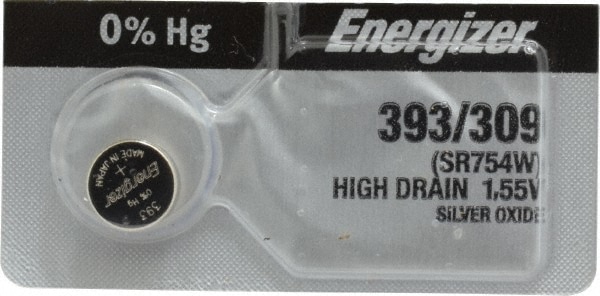 0% Hg
Energizer
393/309
(SR754W)
HIGH DRAIN 1.55V
SILVER OXIDE
MADE IN JAPAN
+
Energizer
0% Hg
393